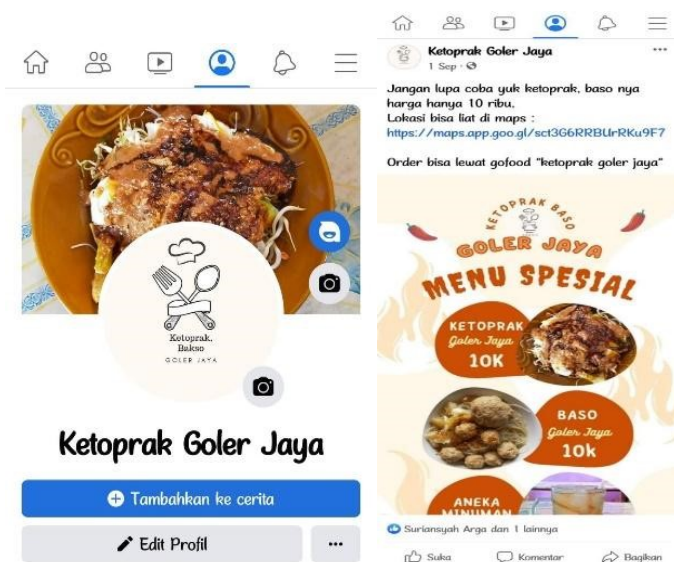 Ketoprak,
Bakso
GOLER JAYA
Ketoprak Goler Jaya
Tambahkan ke cerita
Edit Profil
Ketoprak Goler Jaya
1 Sep
Jangan lupa coba yuk ketoprak, baso nya
harga hanya 10 ribu,
Lokasi bisa liat di maps :
https://maps.app.goo.gl/sct3G6RRBUrRKu9F7
Order bisa lewat gofood "ketoprak goler jaya"
KETOPRAK BASO
GOLER JAYA
MENU SPESIAL
KETOPRAK
Goler Jaya
10K
BASO
Goler Jaya
10k
ANEKA
MINUMAN
Suriansyah Arga dan 1 lainnya
Suka
Komentar
Bagikan